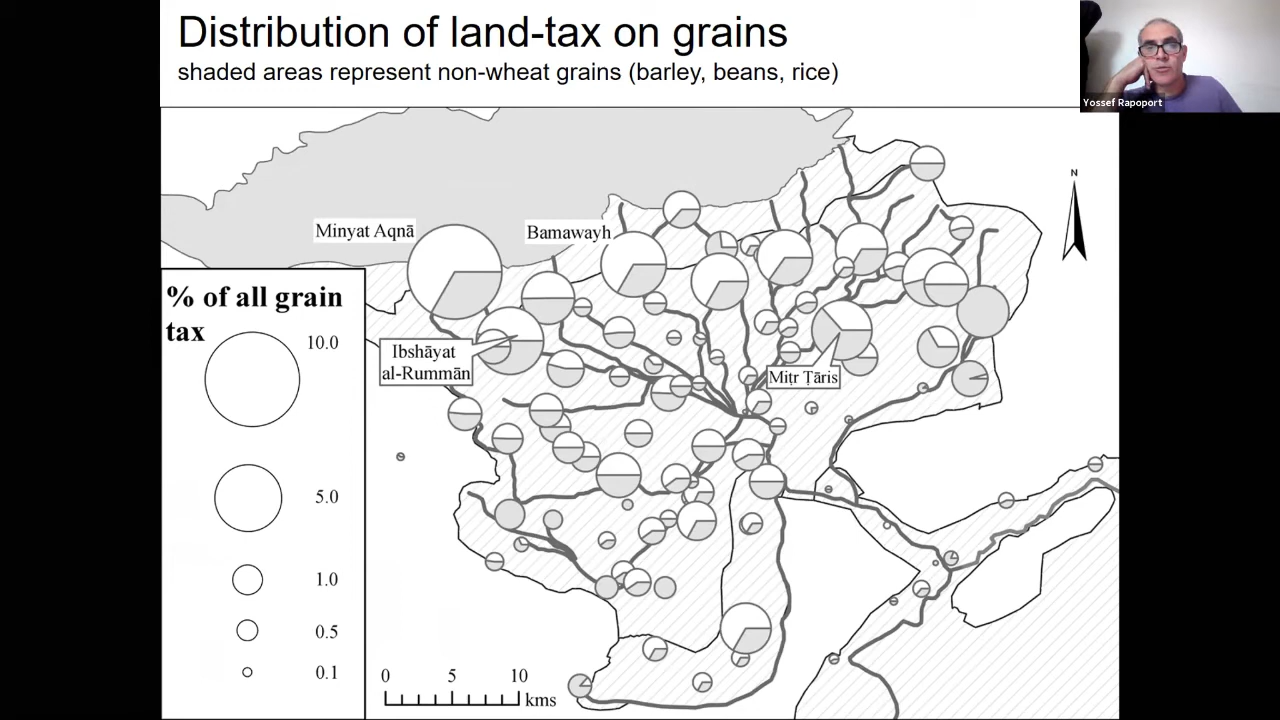 Distribution of land-tax on grains
shaded areas represent non-wheat grains (barley, beans, rice)
Yossef Rapoport
N
Minyat Aqnā
Bamawayh
% of all grain
tax
10.0
5.0
1.0
0.5
0.1
Ibshāyat
al-Rummān
Miṭr Ṭāris
0 5 10
kms